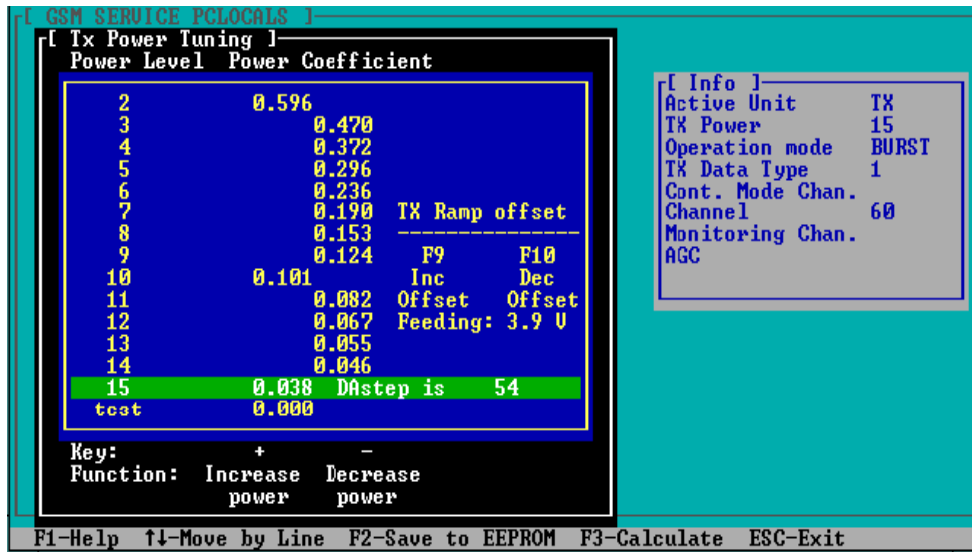 [ GSM SERVICE PCLOCALS ]
[ Tx Power Tuning ]
Power Level Power Coefficient
2 0.596
3 0.470
4 0.372
5 0.296
6 0.236
7 0.190 TX Ramp offset
8 0.153 ---------------
9 0.124 F9 F10
10 0.101 Inc Dec
11 0.082 Offset Offset
12 0.067 Feeding: 3.9 V
13 0.055
14 0.046
15 0.038 DAstep is 54
test 0.000
Key: + -
Function: Increase Decrease
power power
[ Info ]
Active Unit TX
TX Power 15
Operation mode BURST
TX Data Type 1
Cont. Mode Chan.
Channel 60
Monitoring Chan.
AGC
F1-Help ↑↓-Move by Line F2-Save to EEPROM F3-Calculate ESC-Exit